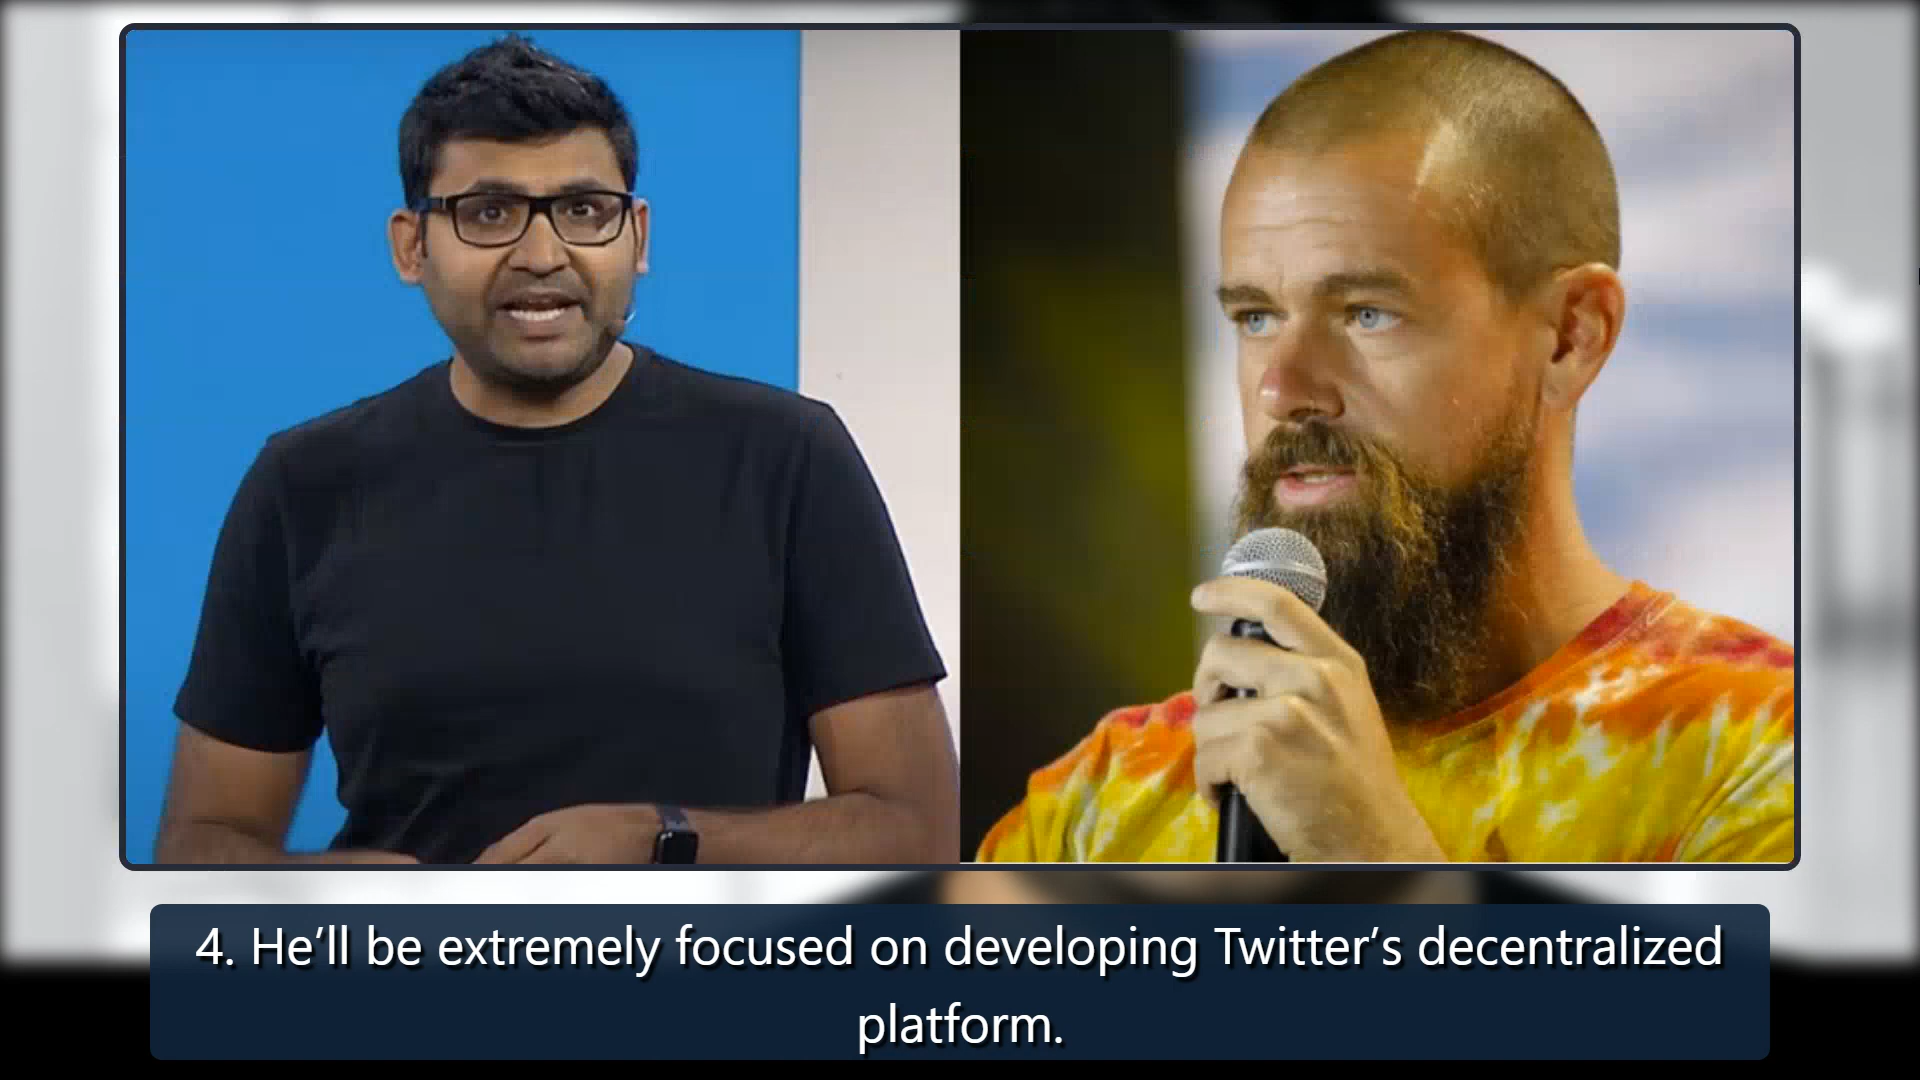 4. He’ll be extremely focused on developing Twitter’s decentralized
platform.